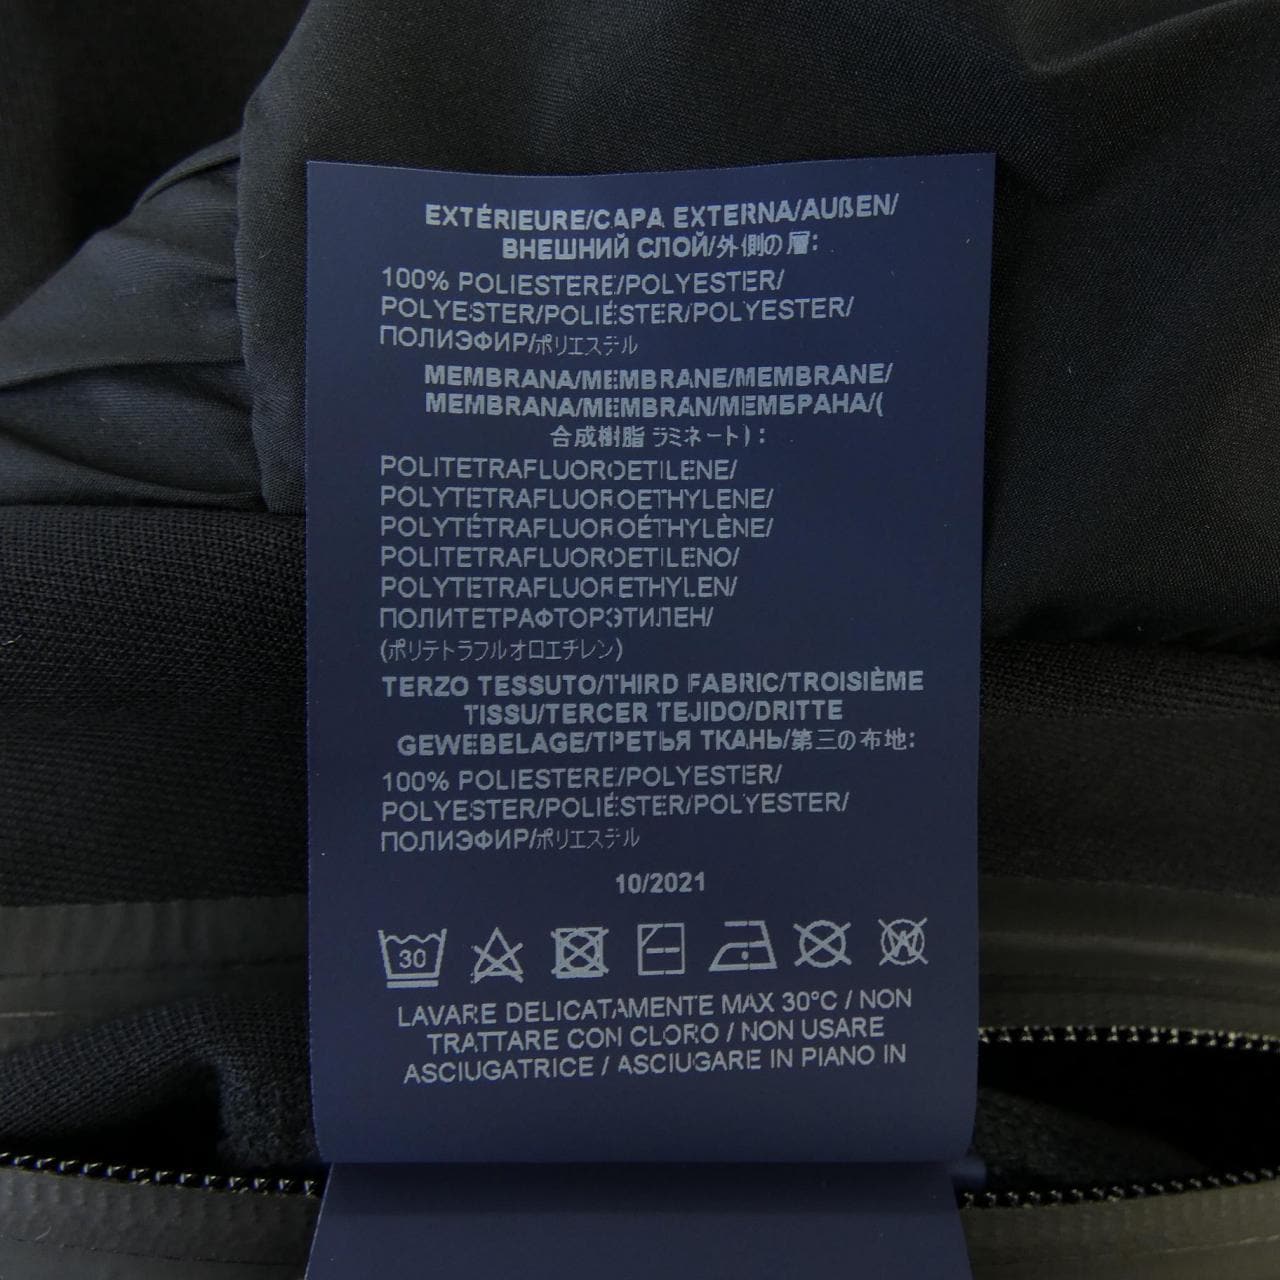 EXTÉRIEURE/CAPA EXTERNA/AUßEN/
ВНЕШНИЙ СЛОЙ/外側の層:
100% POLIESTERE/POLYESTER/
POLYESTER/POLIÉSTER/POLYESTER/
ПОЛИЭФИР/ポリエステル
MEMBRANA/MEMBRANE/MEMBRANE/
MEMBRANA/MEMBRAN/МЕМБРАНА/(
合成樹脂 ラミネート):
POLITETRAFLUOROETILENE/
POLYTETRAFLUOROETHYLENE/
POLYTÉTRAFLUOROÉTHYLÈNE/
POLITETRAFLUOROETILENO/
POLYTETRAFLUORETHYLEN/
ПОЛИТЕТРАФТОРЭТИЛЕН/
(ポリテトラフルオロエチレン)
TERZO TESSUTO/THIRD FABRIC/TROISIÈME
TISSU/TERCER TEJIDO/DRITTE
GEWEBELAGE/ТРЕТЬЯ ТКАНЬ/第三の布地:
100% POLIESTERE/POLYESTER/
POLYESTER/POLIÉSTER/POLYESTER/
ПОЛИЭФИР/ポリエステル
10/2021
30 W
LAVARE DELICATAMENTE MAX 30°C / NON
TRATTARE CON CLORO / NON USARE
ASCIUGATRICE / ASCIUGARE IN PIANO IN